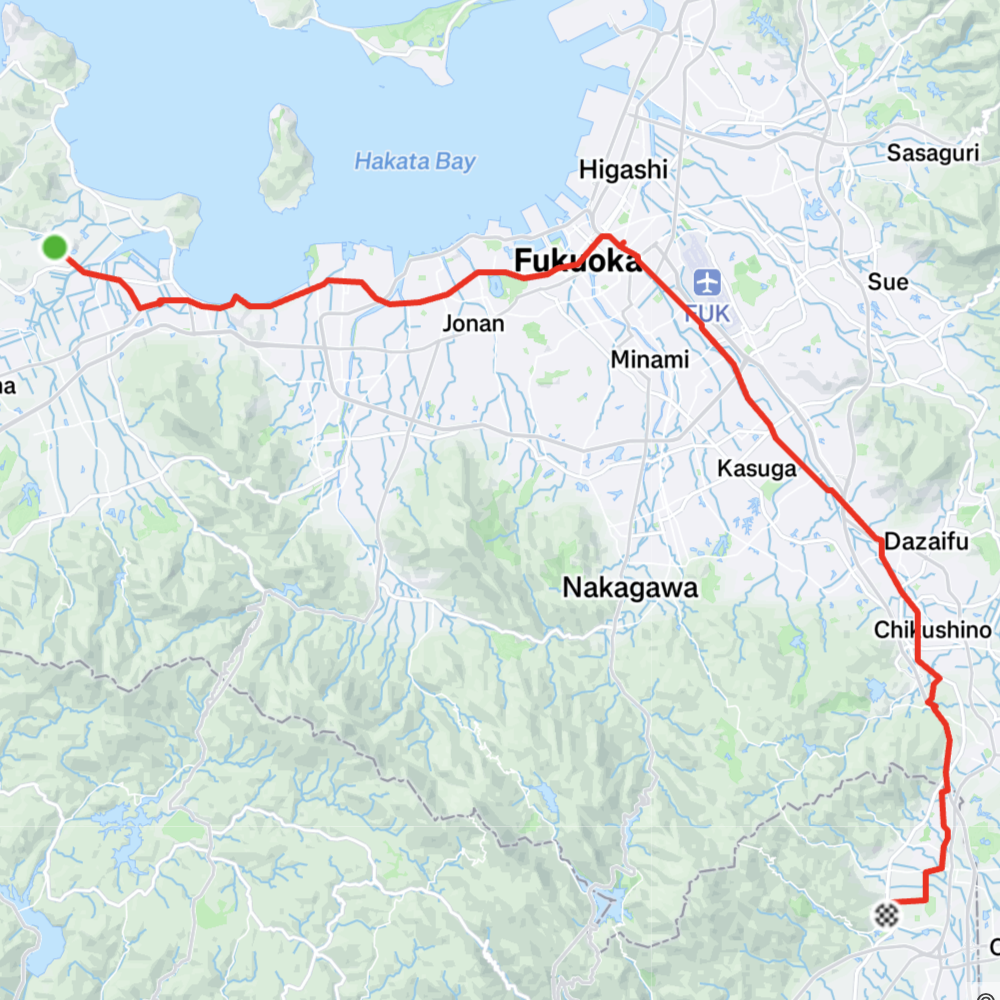 Hakata Bay
Sasaguri
Higashi
Fukuoka
Sue
FUK
Jonan
Minami
na
Kasuga
Dazaifu
Nakagawa
Chikushino